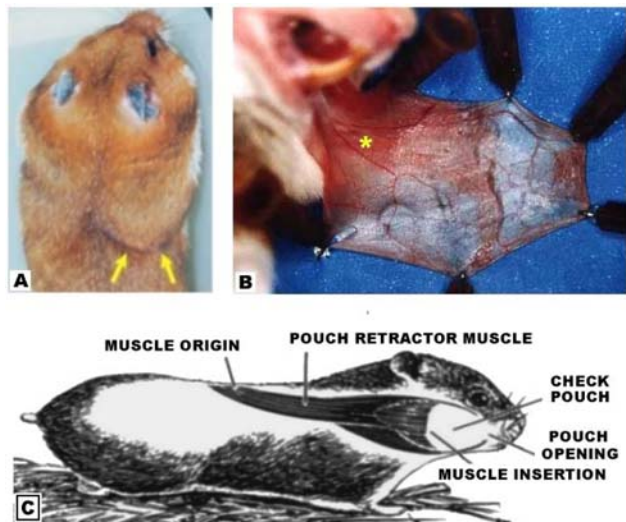 A
*
B
MUSCLE ORIGIN
POUCH RETRACTOR MUSCLE
CHECK
POUCH
POUCH
OPENING
MUSCLE INSERTION
C